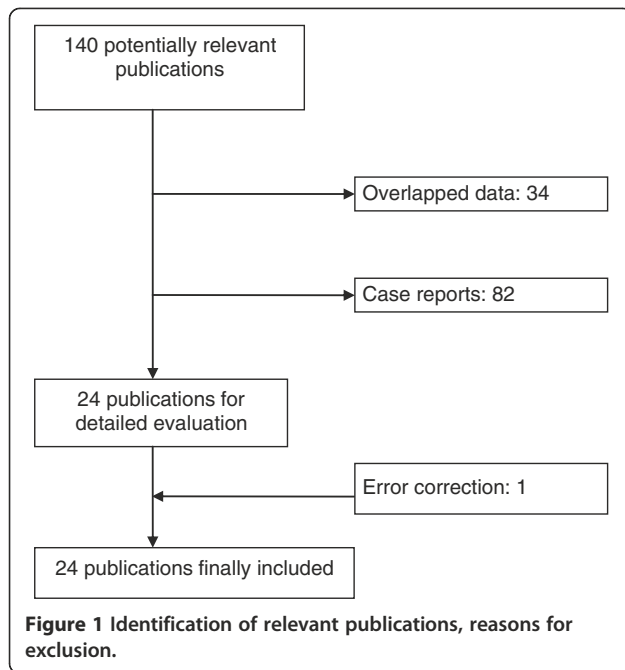 140 potentially relevant
publications
Overlapped data: 34
Case reports: 82
24 publications for
detailed evaluation
Error correction: 1
24 publications finally included
Figure 1 Identification of relevant publications, reasons for
exclusion.